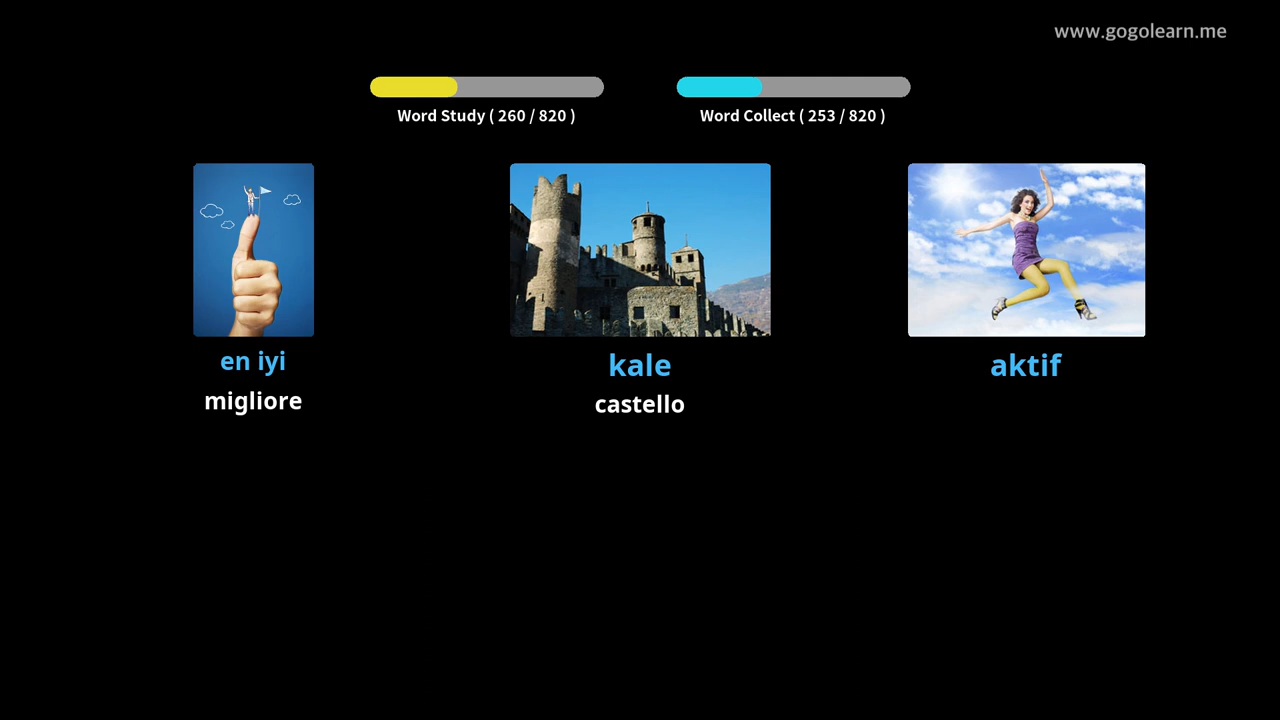 www.gogolearn.me
Word Study ( 260 / 820 )
Word Collect ( 253 / 820 )
en iyi
migliore
kale
castello
aktif